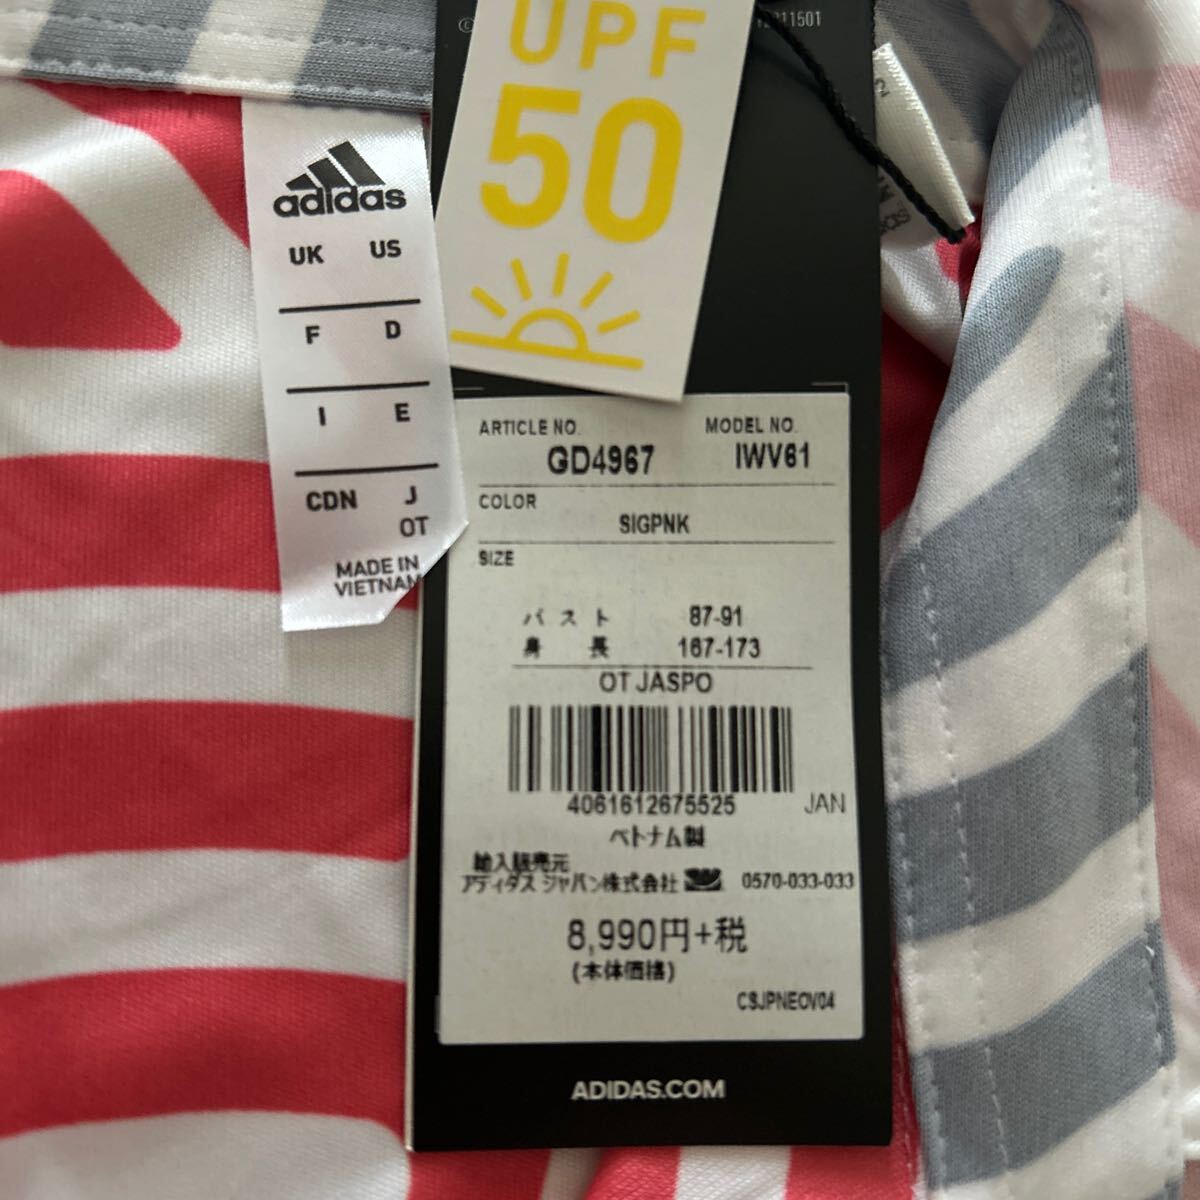 UPF
50
adidas
UK US
F D
I E
CDN J
OT
MADE IN
VIETNAM
ARTICLE NO. MODEL NO.
GD4967 IWV61
COLOR
SIGPNK
SIZE
バスト 87-91
身長 167-173
OT JASPO
4061612675525 JAN
ベトナム製
輸入販売元
アディダス ジャパン株式会社 0570-033-033
8,990円+税
(本体価格)
CSJPNEOV04
ADIDAS.COM